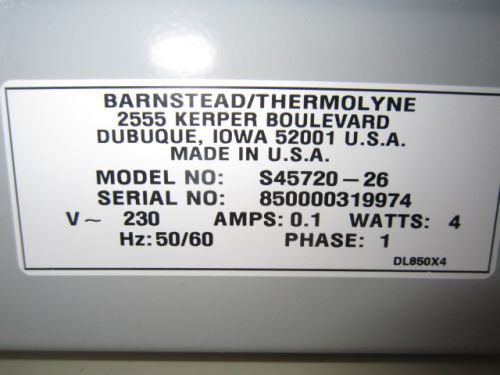 BARNSTEAD/THERMOLYNE
2555 KERPER BOULEVARD
DUBUQUE, IOWA 52001 U.S.A.
MADE IN U.S.A.
MODEL NO: S45720-26
SERIAL NO: 850000319974
V~ 230 AMPS: 0.1 WATTS: 4
Hz: 50/60 PHASE: 1
DL850X4